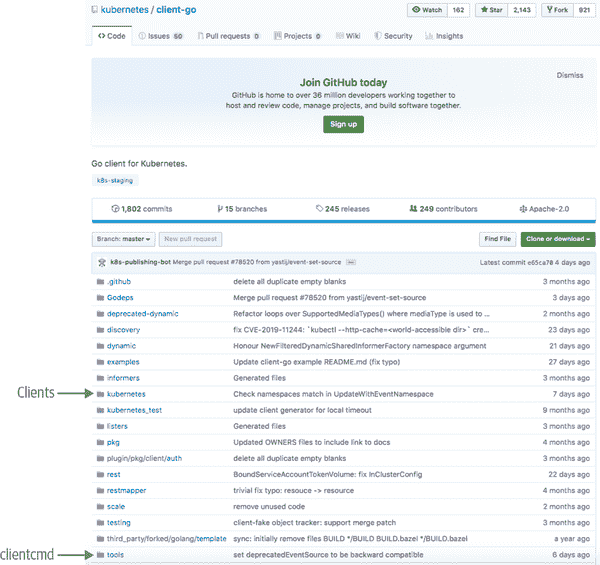 kubernetes / client-go
Watch 162 Star 2,143 Fork 921
Code Issues 50 Pull requests 0 Projects 0 Wiki Security Insights
Dismiss
Join GitHub today
GitHub is home to over 36 million developers working together to
host and review code, manage projects, and build software together.
Sign up
Go client for Kubernetes.
k8s-staging
1,802 commits 15 branches 245 releases 249 contributors Apache-2.0
Branch: master New pull request Find File Clone or download
k8s-publishing-bot Merge pull request #78520 from yastij/event-set-source Latest commit e65ca70 4 days ago
.github delete all duplicate empty blanks 3 months ago
Godeps Merge pull request #78520 from yastij/event-set-source 3 days ago
deprecated-dynamic Refactor loops over SupportedMediaTypes() where mediaType is used to ... 2 months ago
discovery fix CVE-2019-11244: `kubectl --http-cache=<world-accessible dir>` cre... 23 days ago
dynamic Honour NewFilteredDynamicSharedInformerFactory namespace argument 21 days ago
examples Update client-go example README.md (fix typo) 27 days ago
informers Generated files 3 months ago
Clients kubernetes Check namespaces match in UpdateWithEventNamespace 7 days ago
kubernetes_test update client generator for local timeout 9 months ago
listers Generated files 3 months ago
pkg Updated OWNERS files to include link to docs 4 months ago
plugin/pkg/client/auth delete all duplicate empty blanks 3 months ago
rest BoundServiceAccountTokenVolume: fix InClusterConfig 22 days ago
restmapper trivial fix typo: resouce -> resource 4 months ago
scale remove unused code 2 months ago
testing client-fake object tracker: support merge patch 3 months ago
third_party/forked/golang/template sync: initially remove files BUILD */BUILD BUILD.bazel */BUILD.bazel a year ago
clientcmd tools set deprecatedEventSource to be backward compatible 6 days ago